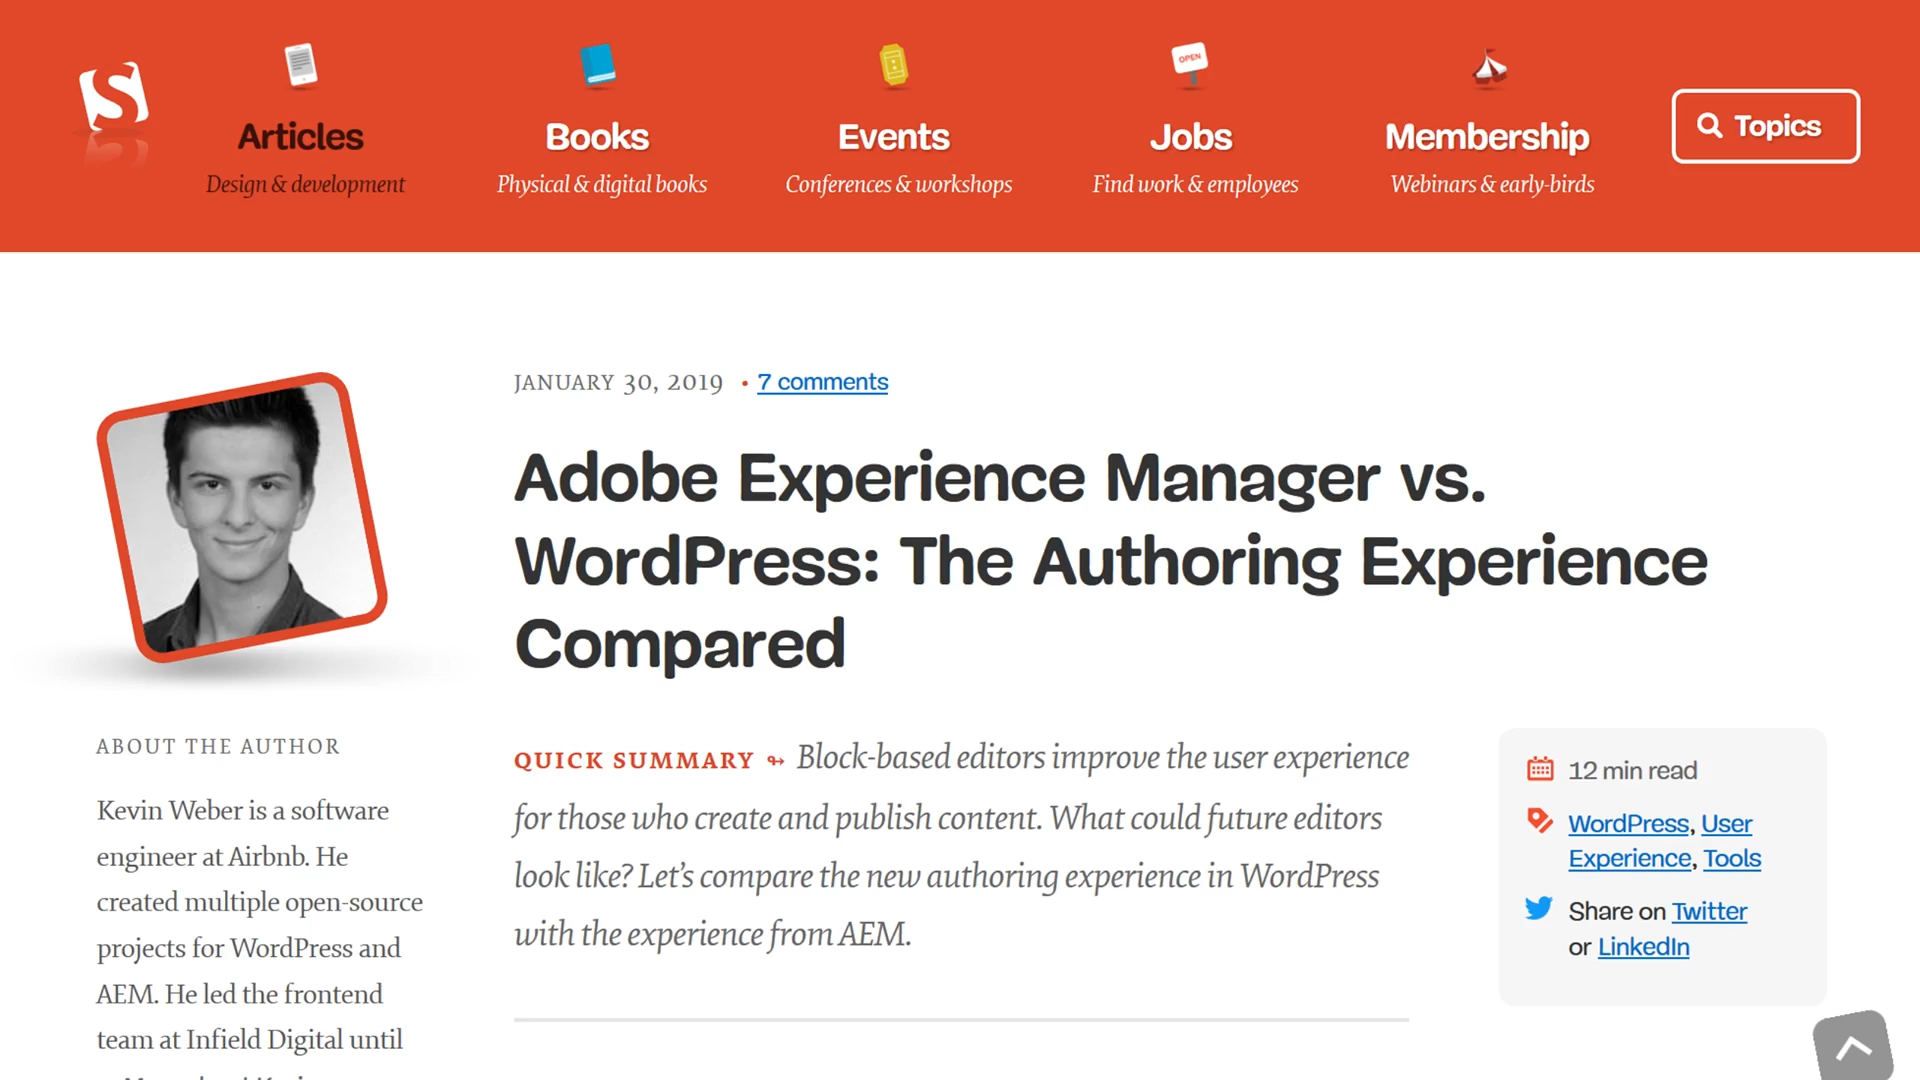 Articles
Design & development
Books
Physical & digital books
Events
Conferences & workshops
OPEN
Jobs
Find work & employees
Membership
Webinars & early-birds
Topics
JANUARY 30, 2019 • 7 comments
Adobe Experience Manager vs.
WordPress: The Authoring Experience
Compared
ABOUT THE AUTHOR
Kevin Weber is a software
engineer at Airbnb. He
created multiple open-source
projects for WordPress and
AEM. He led the frontend
team at Infield Digital until
QUICK SUMMARY ↬ Block-based editors improve the user experience
for those who create and publish content. What could future editors
look like? Let’s compare the new authoring experience in WordPress
with the experience from AEM.
12 min read
WordPress, User
Experience, Tools
Share on Twitter
or LinkedIn